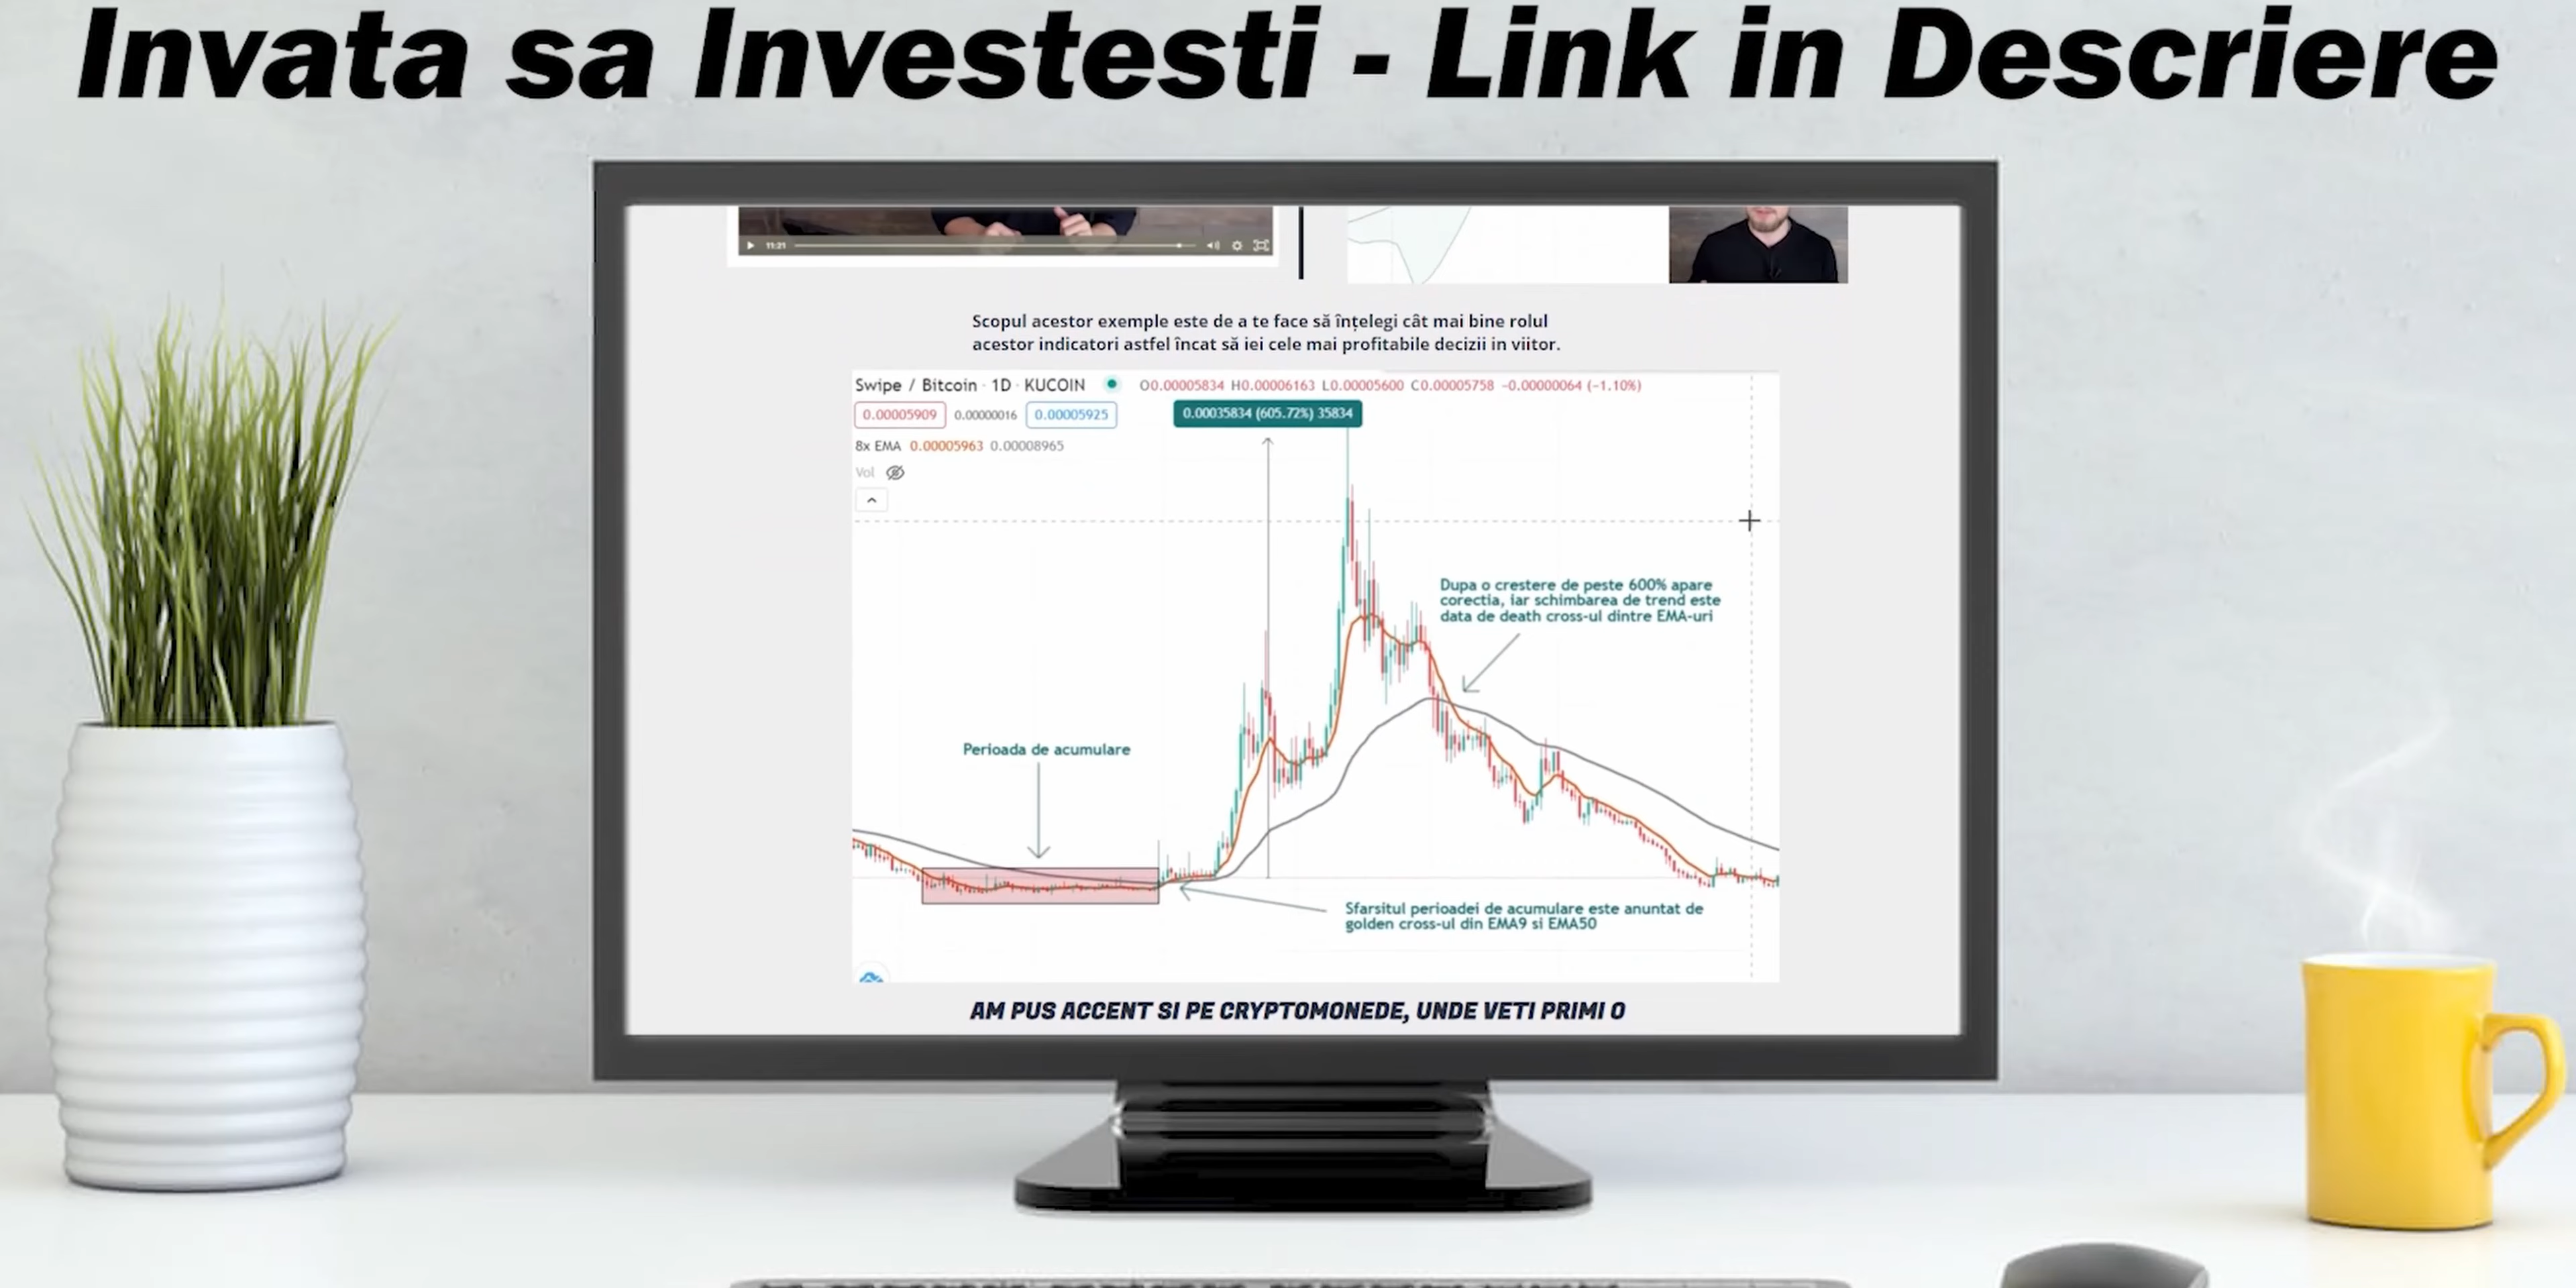 Invata sa Investesti - Link in Descriere
11:21
Scopul acestor exemple este de a te face să înțelegi cât mai bine rolul
acestor indicatori astfel încat să iei cele mai profitabile decizii in viitor.
Swipe / Bitcoin · 1D · KUCOIN O0.00005834 H0.00006163 L0.00005600 C0.00005758 −0.00000064 (−1.10%)
0.00005909 0.00000016 0.00005925
0.00035834 (605.72%) 35834
8x EMA 0.00005963 0.00008965
Vol
Dupa o crestere de peste 600% apare
corectia, iar schimbarea de trend este
data de death cross-ul dintre EMA-uri
Perioada de acumulare
Sfarsitul perioadei de acumulare este anuntat de
golden cross-ul din EMA9 si EMA50
AM PUS ACCENT SI PE CRYPTOMONEDE, UNDE VETI PRIMI O